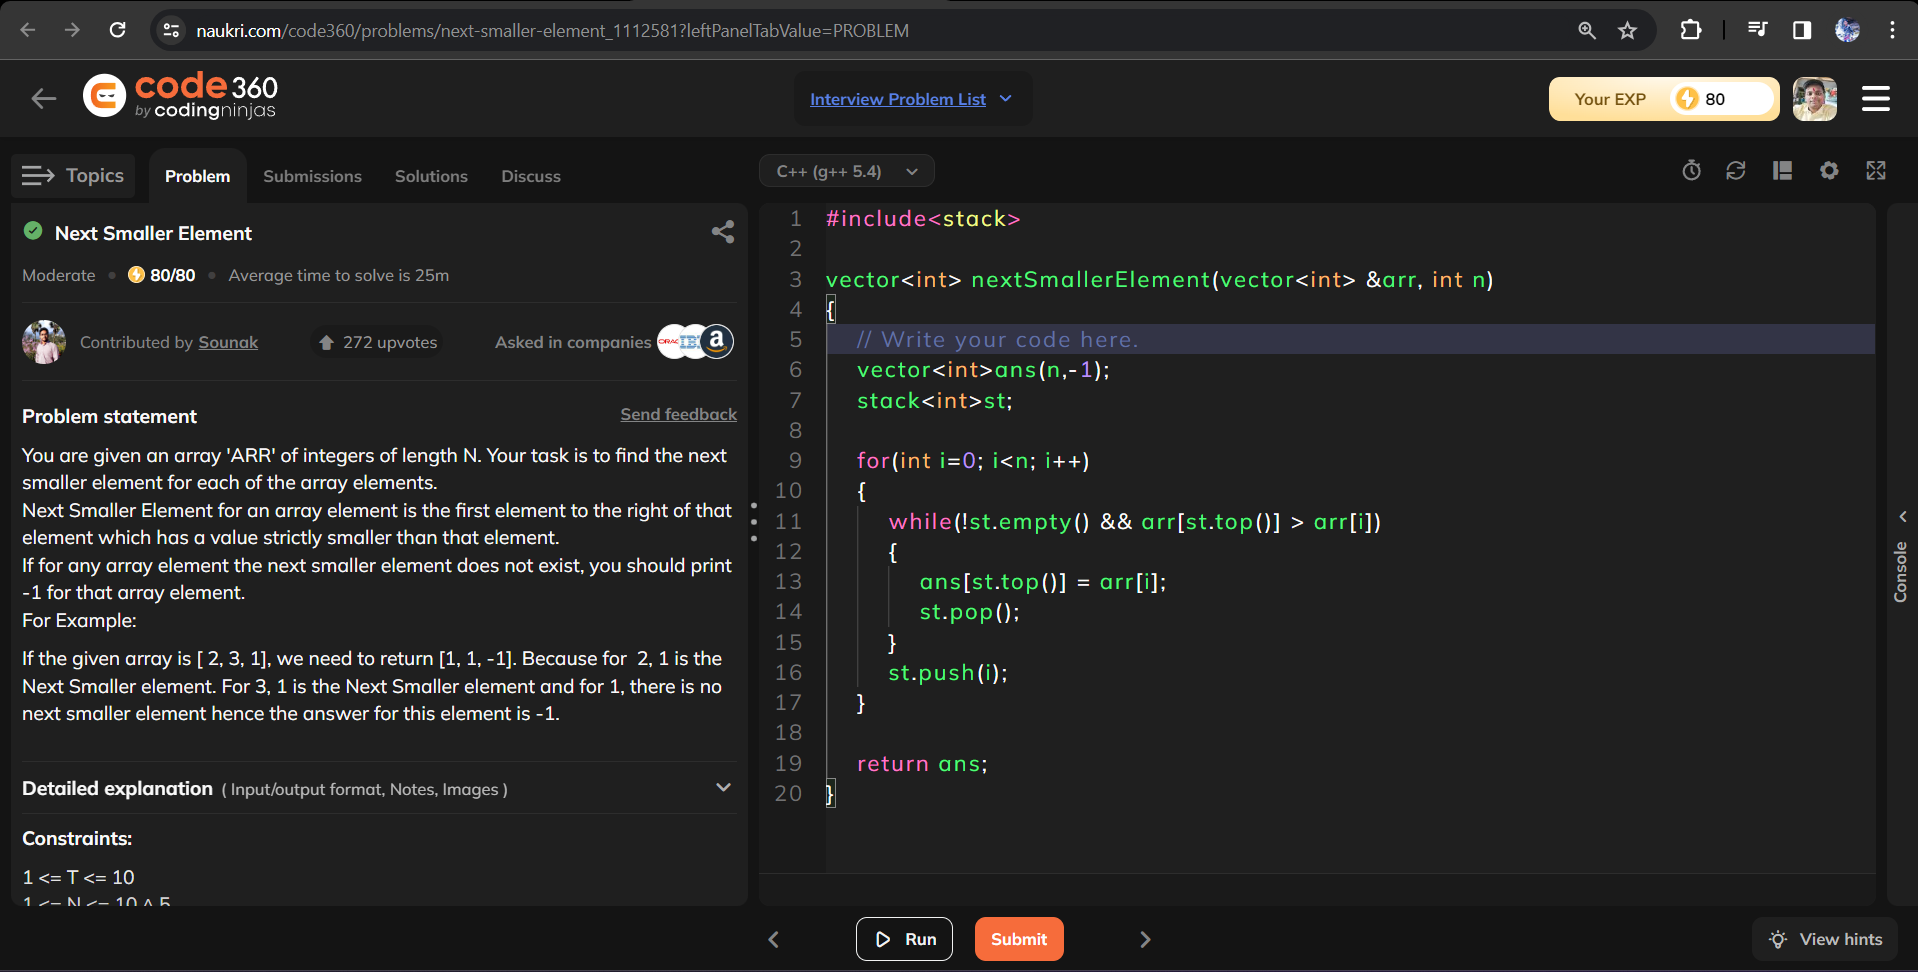 naukri.com/code360/problems/next-smaller-element_1112581?leftPanelTabValue=PROBLEM
code 360
by codingninjas
Interview Problem List
Your EXP 80
Topics
Problem
Submissions
Solutions
Discuss
Next Smaller Element
Moderate • 80/80 • Average time to solve is 25m
Contributed by Sounak
272 upvotes
Asked in companies
ORAC
IBM
a
Problem statement
Send feedback
You are given an array 'ARR' of integers of length N. Your task is to find the next
smaller element for each of the array elements.
Next Smaller Element for an array element is the first element to the right of that
element which has a value strictly smaller than that element.
If for any array element the next smaller element does not exist, you should print
-1 for that array element.
For Example:
If the given array is [ 2, 3, 1], we need to return [1, 1, -1]. Because for  2, 1 is the
Next Smaller element. For 3, 1 is the Next Smaller element and for 1, there is no
next smaller element hence the answer for this element is -1.
Detailed explanation ( Input/output format, Notes, Images )
Constraints:
1 <= T <= 10
1 <= N <= 10 ^ 5
C++ (g++ 5.4)
1 #include<stack>
2
3 vector<int> nextSmallerElement(vector<int> &arr, int n)
4 {
5 // Write your code here.
6 vector<int>ans(n,-1);
7 stack<int>st;
8
9 for(int i=0; i<n; i++)
10 {
11 while(!st.empty() && arr[st.top()] > arr[i])
12 {
13 ans[st.top()] = arr[i];
14 st.pop();
15 }
16 st.push(i);
17 }
18
19 return ans;
20 }
Console
Run
Submit
View hints